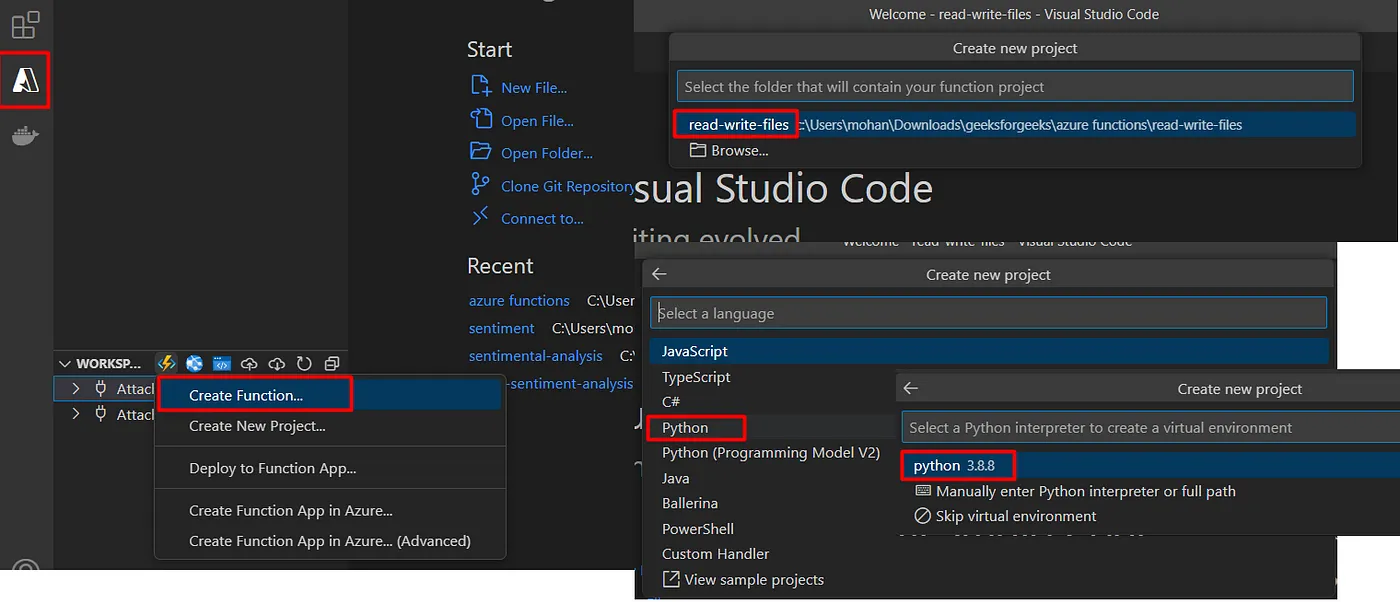 Start
New File...
Open File...
Open Folder...
Clone Git Repository
Connect to...
Recent
azure functions C:\User
sentiment C:\Users\mo
sentimental-analysis C:\
-sentiment-analysis
WORKSP...
Attach
Attach
Create Function...
Create New Project...
Deploy to Function App...
Create Function App in Azure...
Create Function App in Azure... (Advanced)
Welcome - read-write-files - Visual Studio Code
Create new project
Select the folder that will contain your function project
read-write-files c:\Users\mohan\Downloads\geeksforgeeks\azure functions\read-write-files
Browse...
sual Studio Code
iting evolved
Welcome - read-write-files - Visual Studio Code
Create new project
Select a language
JavaScript
TypeScript
C#
Python
Python (Programming Model V2)
Java
Ballerina
PowerShell
Custom Handler
View sample projects
Create new project
Select a Python interpreter to create a virtual environment
python 3.8.8
Manually enter Python interpreter or full path
Skip virtual environment